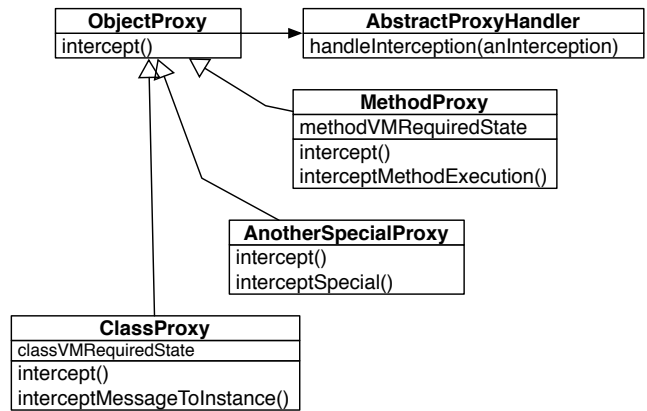 ObjectProxy
intercept()
AbstractProxyHandler
handleInterception(anInterception)
MethodProxy
methodVMRequiredState
intercept()
interceptMethodExecution()
AnotherSpecialProxy
intercept()
interceptSpecial()
ClassProxy
classVMRequiredState
intercept()
interceptMessageToInstance()